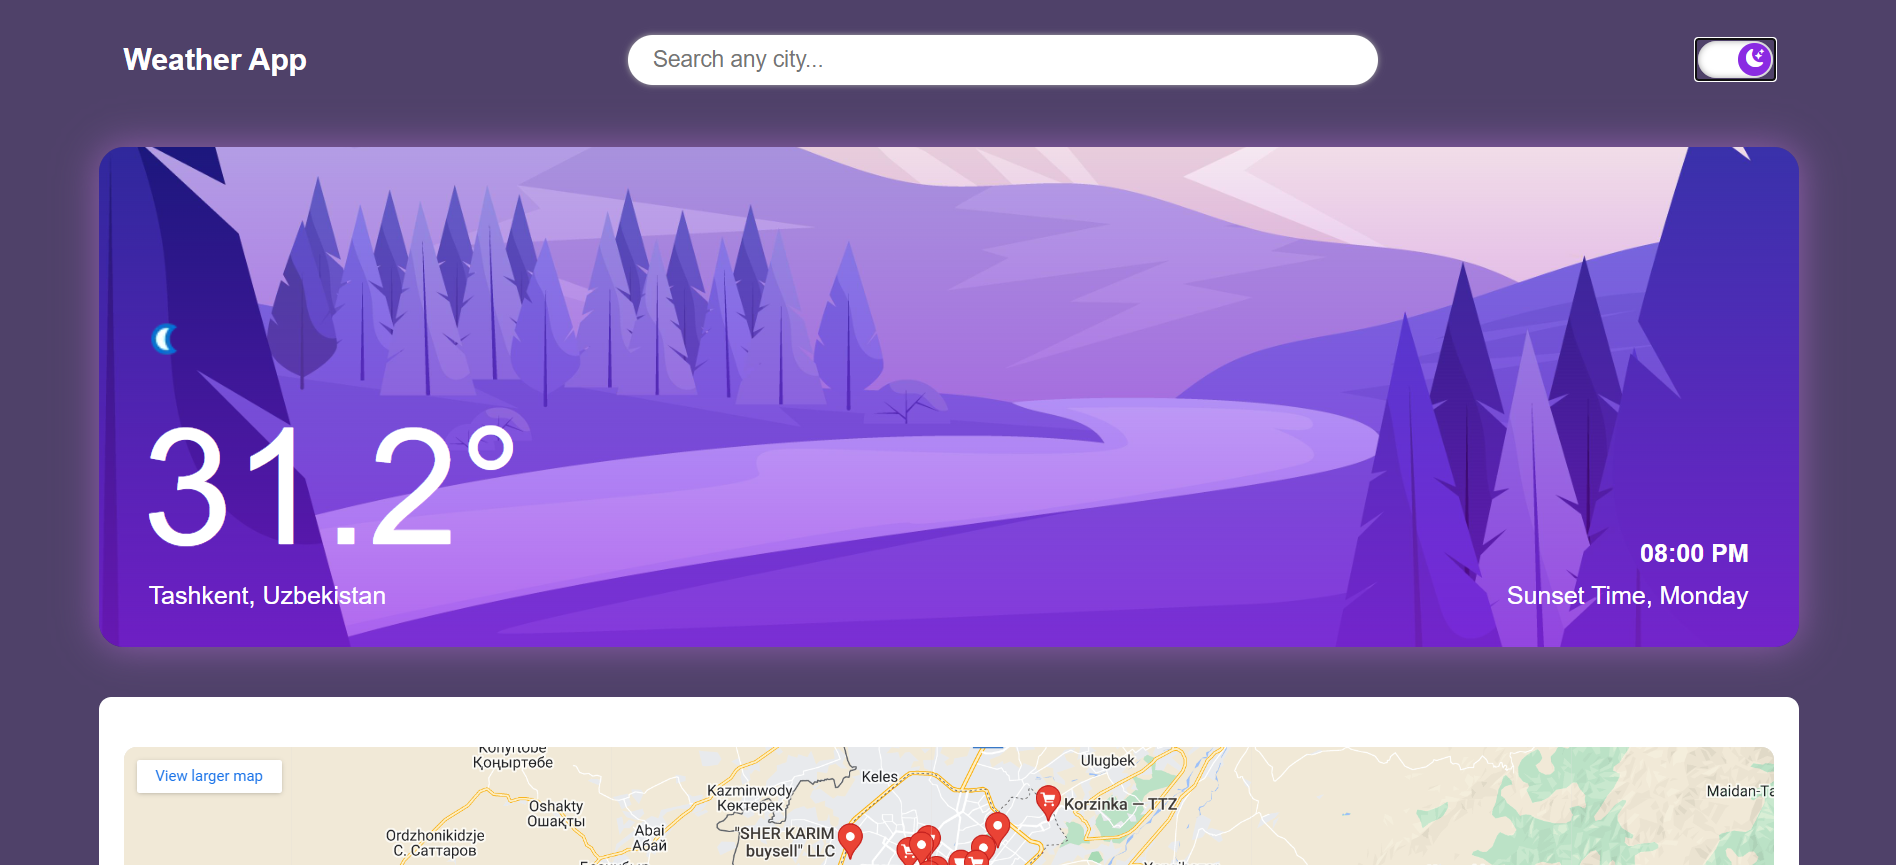 Weather App
Search any city...
31.2°
Tashkent, Uzbekistan
08:00 PM
Sunset Time, Monday
View larger map
Қоңыртөбе
Keles
Ulugbek
Kazminwody
Көктерек
Korzinka – TTZ
Maidan-Ta
Oshakty
Ошақты
Abai
Абай
"SHER KARIM
buysell" LLC
Ordzhonikidzje
С. Саттаров